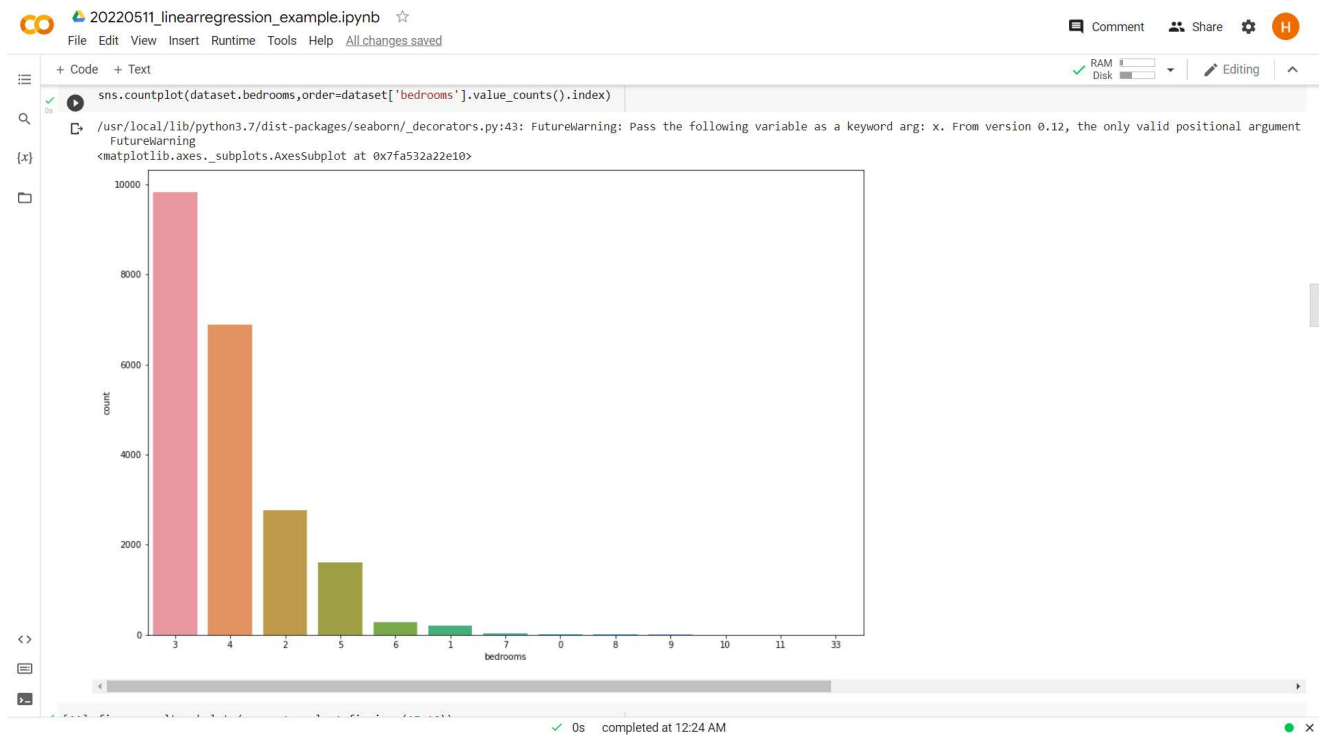 20220511_linearregression_example.ipynb
Comment Share H
File Edit View Insert Runtime Tools Help All changes saved
+ Code + Text
RAM
Disk
Editing
sns.countplot(dataset.bedrooms,order=dataset['bedrooms'].value_counts().index)
0s
/usr/local/lib/python3.7/dist-packages/seaborn/_decorators.py:43: FutureWarning: Pass the following variable as a keyword arg: x. From version 0.12, the only valid positional argument
FutureWarning
<matplotlib.axes._subplots.AxesSubplot at 0x7fa532a22e10>
{x}
10000
8000
6000
count
4000
2000
0
3 4 2 5 6 1 7 0 8 9 10 11 33
bedrooms
0s completed at 12:24 AM